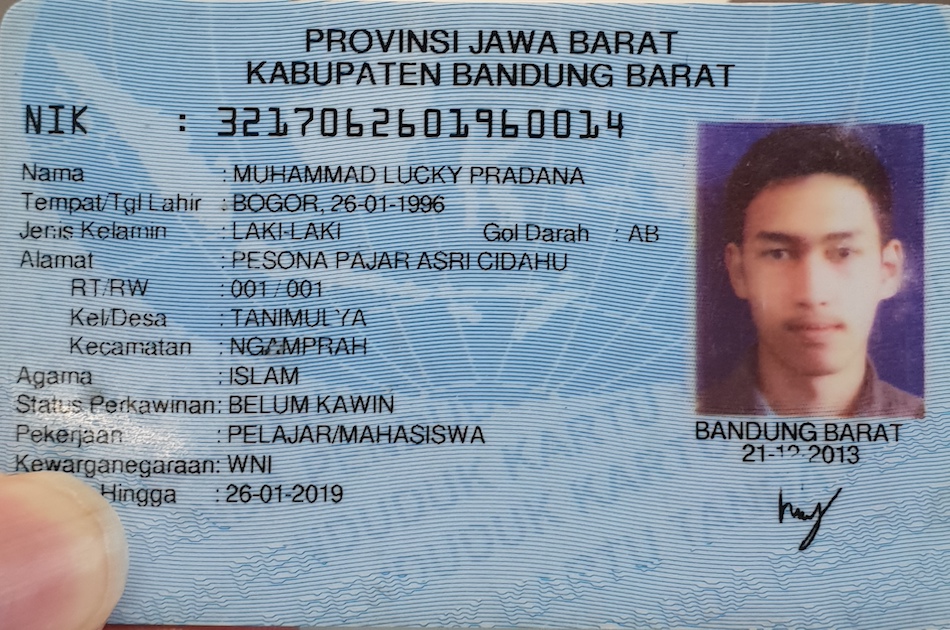 PROVINSI JAWA BARAT
KABUPATEN BANDUNG BARAT
NIK : 3217062601960014
Nama : MUHAMMAD LUCKY PRADANA
Tempat/Tgl Lahir : BOGOR, 26-01-1996
Jenis Kelamin : LAKI-LAKI Gol Darah : AB
Alamat : PESONA PAJAR ASRI CIDAHU
RT/RW : 001 / 001
Kel/Desa : TANIMULYA
Kecamatan : NGAMPRAH
Agama : ISLAM
Status Perkawinan: BELUM KAWIN
Pekerjaan : PELAJAR/MAHASISWA
Kewarganegaraan: WNI
Hingga : 26-01-2019
BANDUNG BARAT
21-12-2013